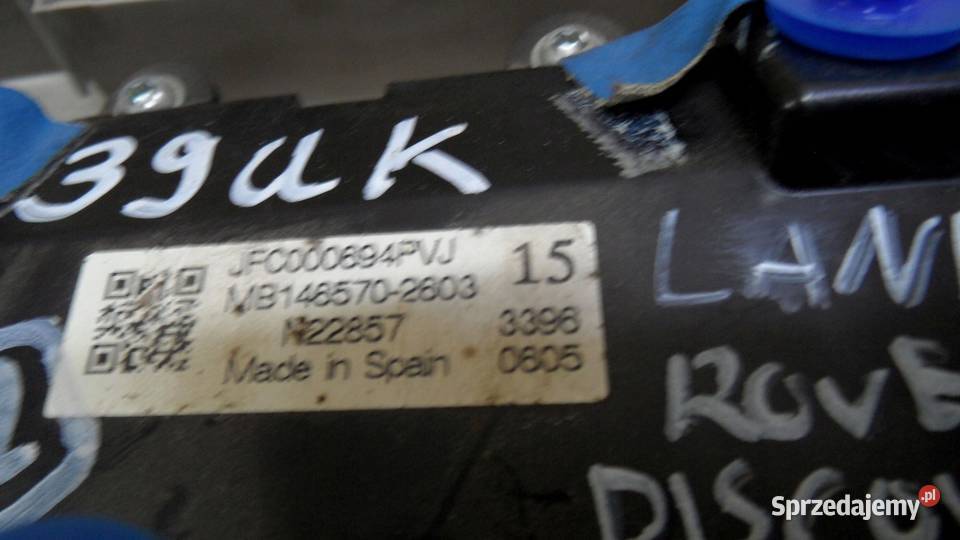 39UK
JFC000694PVJ 15
MB146570-2603
N22857 3396
Made in Spain 0605
LAN
ROVE
DISCOV
Sprzedajemy.pl